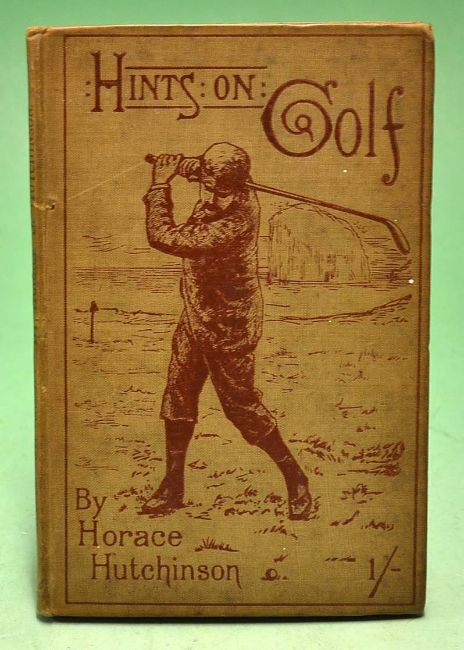 HINTS : ON :
Golf
By
Horace
Hutchinson
1/-